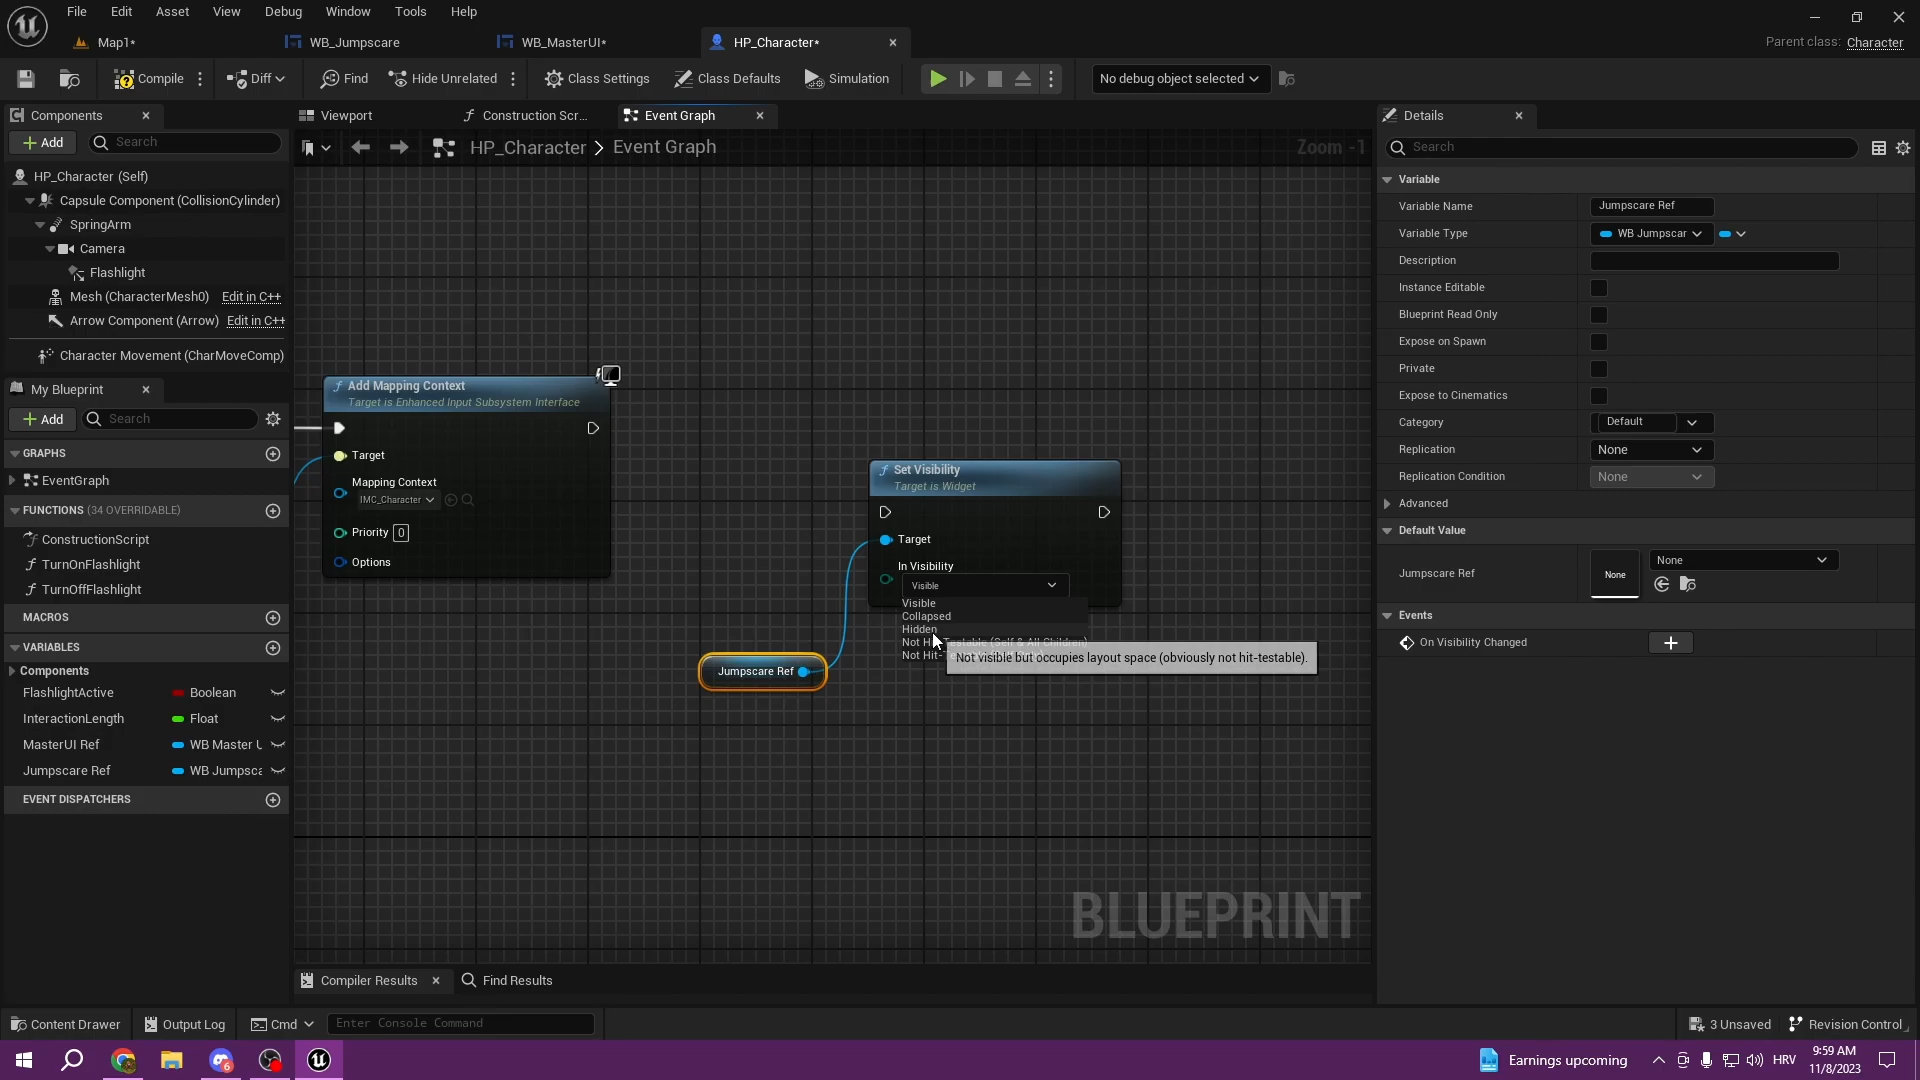 File Edit Asset View Debug Window Tools Help
Map1* WB_Jumpscare WB_MasterUI* HP_Character* Parent class: Character
Compile Diff Find Hide Unrelated Class Settings Class Defaults Simulation No debug object selected
Components Viewport Construction Scr... Event Graph Details
Add Search HP_Character > Event Graph Zoom -1 Search
HP_Character (Self)
Capsule Component (CollisionCylinder)
SpringArm
Camera
Flashlight
Mesh (CharacterMesh0) Edit in C++
Arrow Component (Arrow) Edit in C++
Character Movement (CharMoveComp)
My Blueprint
Add Search
GRAPHS
EventGraph
FUNCTIONS (34 OVERRIDABLE)
ConstructionScript
TurnOnFlashlight
TurnOffFlashlight
MACROS
VARIABLES
Components
FlashlightActive Boolean
InteractionLength Float
MasterUI Ref WB Master U
Jumpscare Ref WB Jumpsca
EVENT DISPATCHERS
Add Mapping Context
Target is Enhanced Input Subsystem Interface
Target
Mapping Context
IMC_Character
Priority 0
Options
Set Visibility
Target is Widget
Target
In Visibility
Visible
Visible
Collapsed
Hidden
Not Hit-Testable (Self & All Children)
Not Hit-
Not visible but occupies layout space (obviously not hit-testable).
Jumpscare Ref
BLUEPRINT
Variable
Variable Name Jumpscare Ref
Variable Type WB Jumpscar
Description
Instance Editable
Blueprint Read Only
Expose on Spawn
Private
Expose to Cinematics
Category Default
Replication None
Replication Condition None
Advanced
Default Value
Jumpscare Ref None None
Events
On Visibility Changed
Compiler Results Find Results
Content Drawer Output Log Cmd Enter Console Command 3 Unsaved Revision Control
6 Earnings upcoming HRV 9:59 AM
11/8/2023